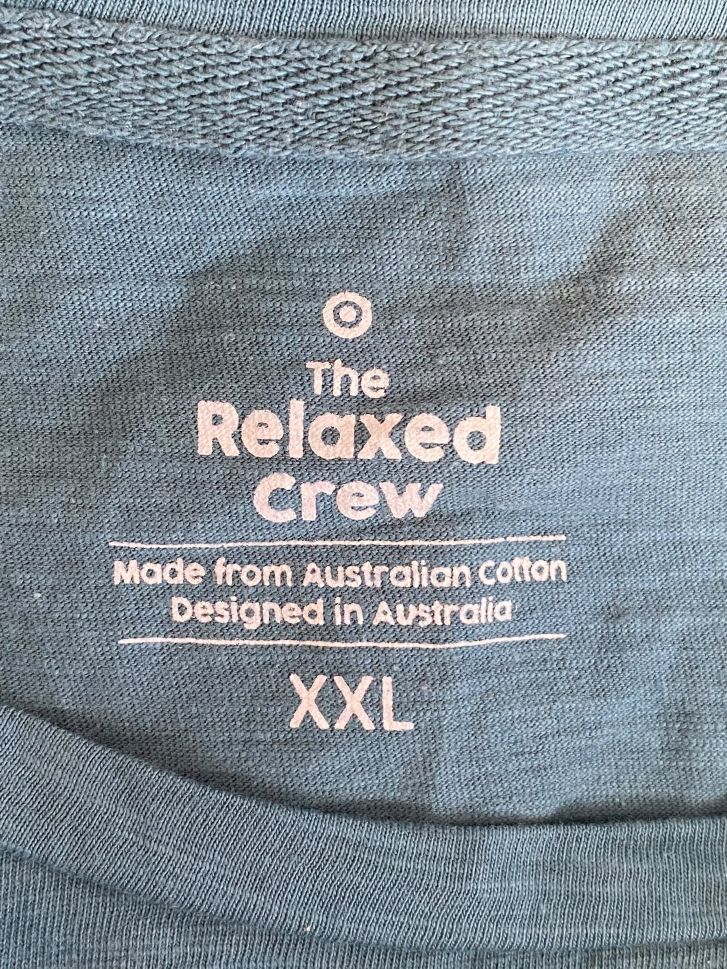 The
Relaxed
Crew
Made from Australian Cotton
Designed in Australia
XXL